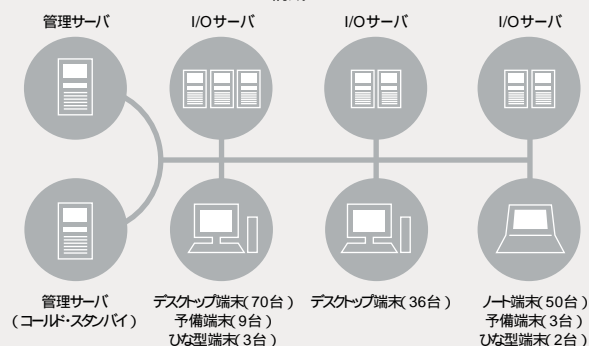 管理サーバ
I/Oサーバ
I/Oサーバ
I/Oサーバ
管理サーバ
(コールド・スタンバイ)
デスクトップ端末(70台)
予備端末(9台)
ひな型端末(3台)
デスクトップ端末(36台)
ノート端末(50台)
予備端末(3台)
ひな型端末(2台)